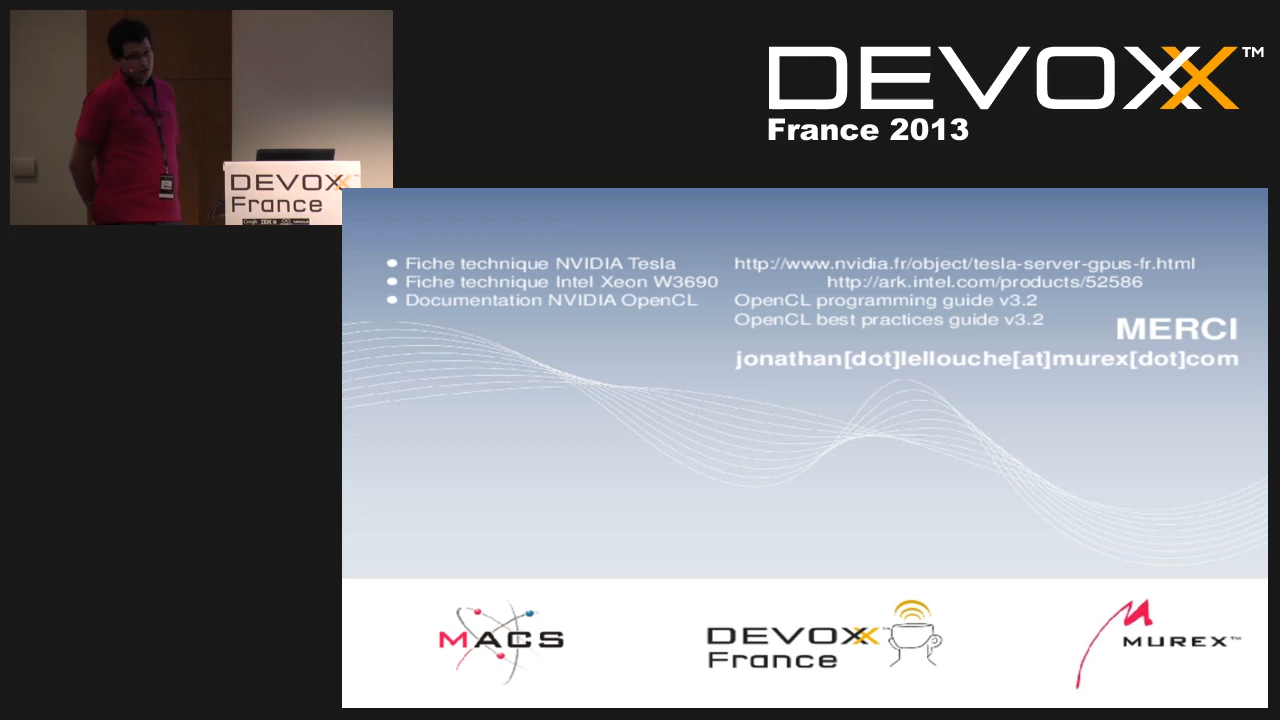 DEVOXX™
France 2013
DEVOXX
France
Fiche technique NVIDIA Tesla http://www.nvidia.fr/object/tesla-server-gpus-fr.html
Fiche technique Intel Xeon W3690 http://ark.intel.com/products/52586
Documentation NVIDIA OpenCL OpenCL programming guide v3.2
OpenCL best practices guide v3.2
MERCI
jonathan[dot]lellouche[at]murex[dot]com
MACS
DEVOXX™
France
MUREX™